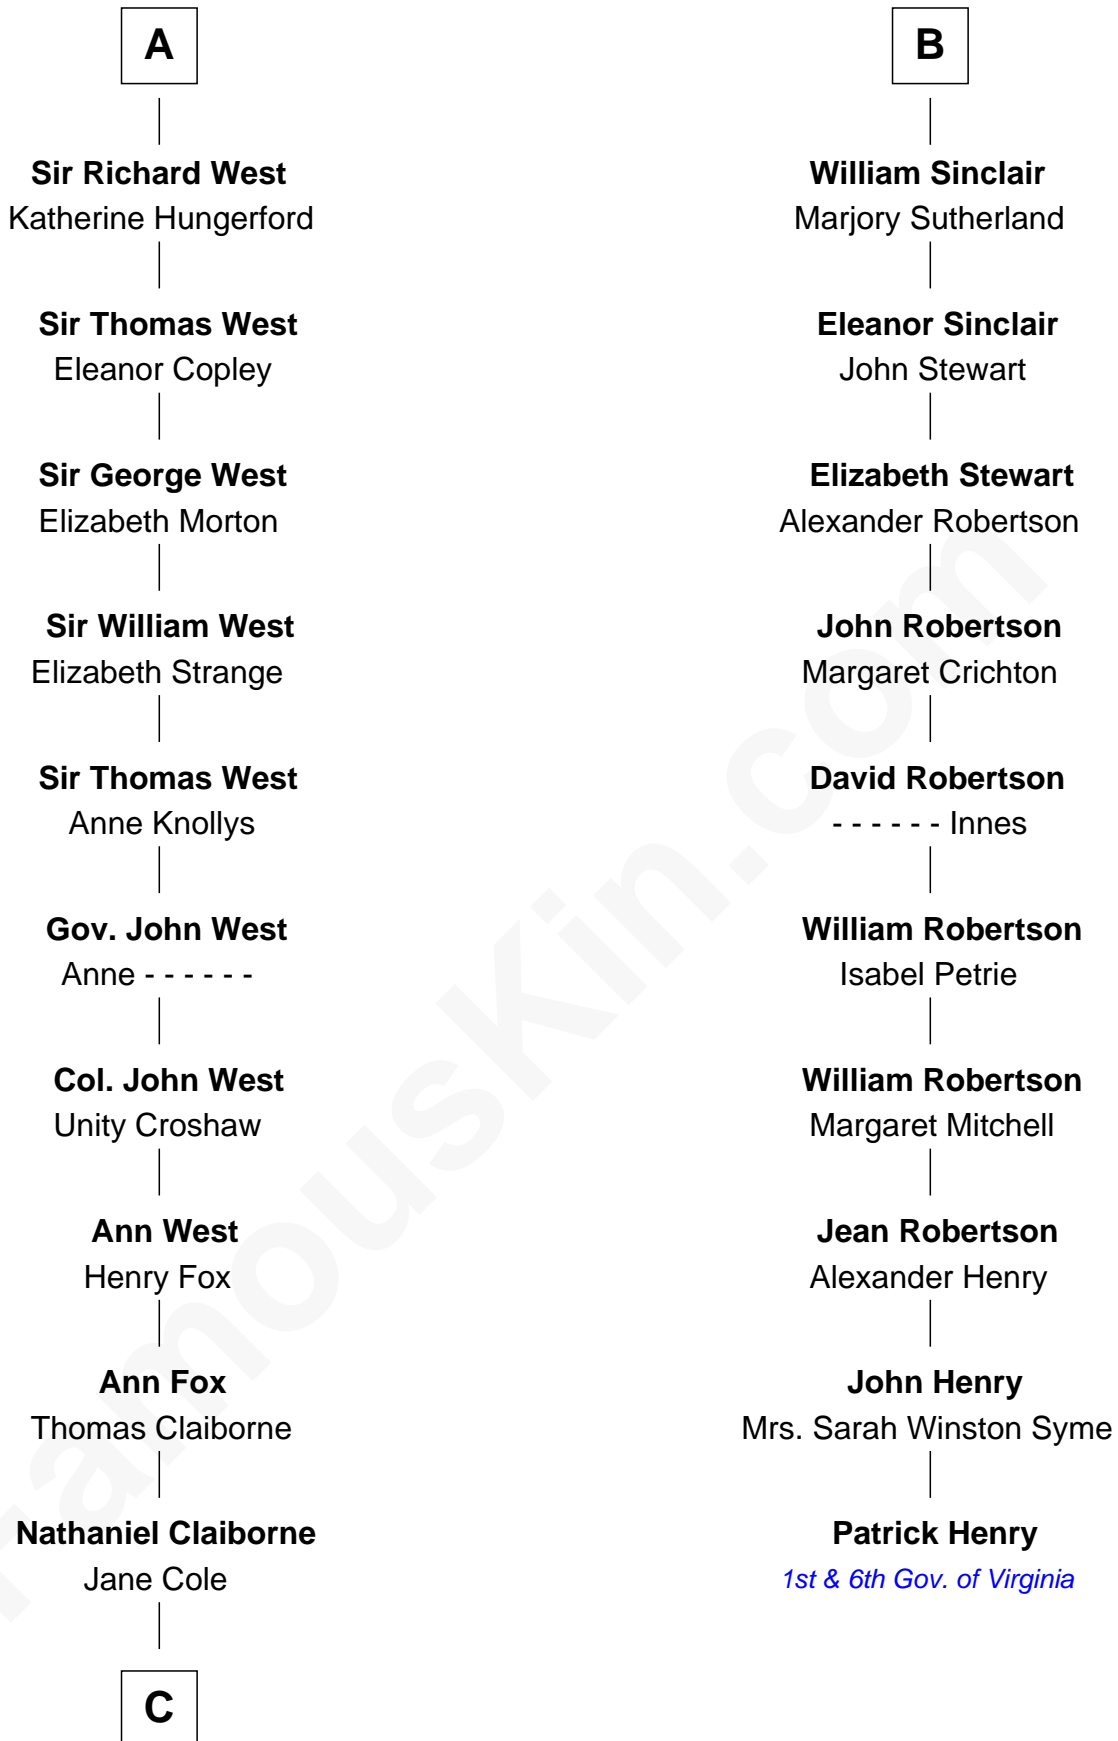 A
Sir Richard West
Katherine Hungerford
Sir Thomas West
Eleanor Copley
Sir George West
Elizabeth Morton
Sir William West
Elizabeth Strange
Sir Thomas West
Anne Knollys
Gov. John West
Anne - - - - - -
Col. John West
Unity Croshaw
Ann West
Henry Fox
Ann Fox
Thomas Claiborne
Nathaniel Claiborne
Jane Cole
C
B
William Sinclair
Marjory Sutherland
Eleanor Sinclair
John Stewart
Elizabeth Stewart
Alexander Robertson
John Robertson
Margaret Crichton
David Robertson
- - - - - - Innes
William Robertson
Isabel Petrie
William Robertson
Margaret Mitchell
Jean Robertson
Alexander Henry
John Henry
Mrs. Sarah Winston Syme
Patrick Henry
1st & 6th Gov. of Virginia
FamousKin.com